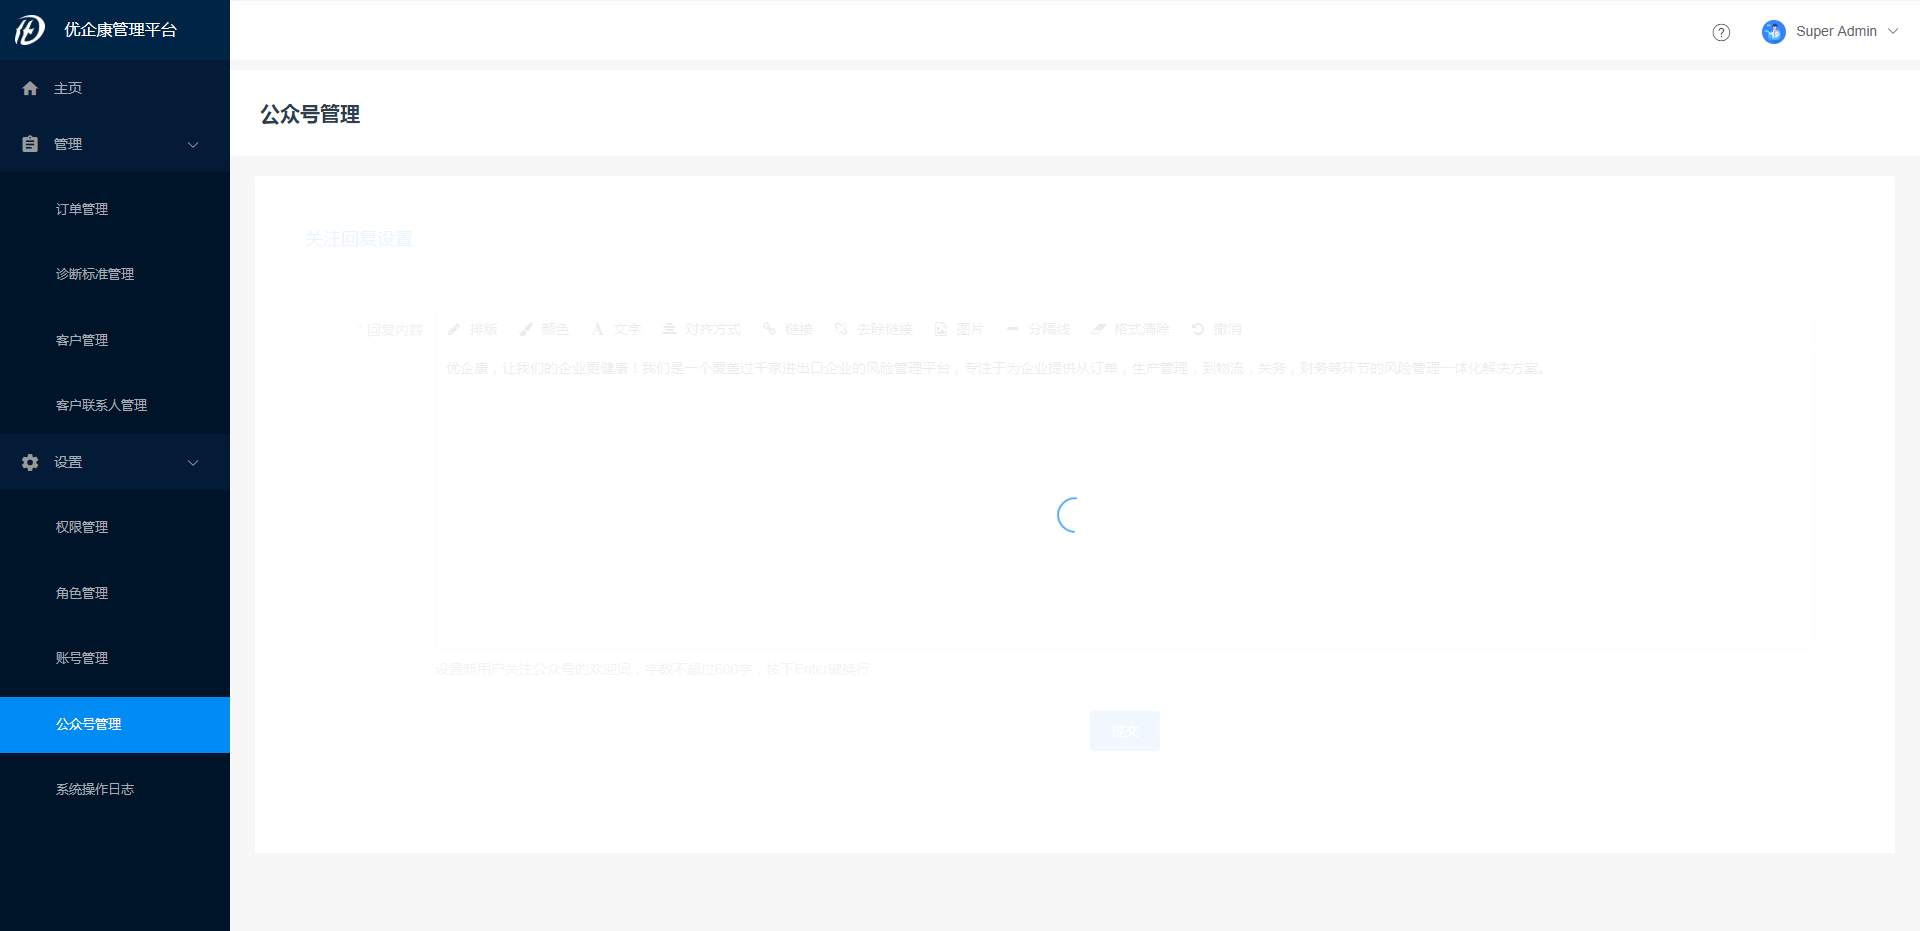 优企康管理平台
Super Admin
主页
管理
订单管理
诊断标准管理
客户管理
客户联系人管理
设置
权限管理
角色管理
账号管理
公众号管理
系统操作日志
公众号管理
关注回复设置
* 回复内容
排版 颜色 文字 对齐方式 链接 去除链接 图片 分隔线 格式清除 撤消
优企康，让我们的企业更健康！我们是一个覆盖过千家进出口企业的风险管理平台，专注于为企业提供从订单，生产管理，到物流，关务，财务等环节的风险管理一体化解决方案。
设置新用户关注公众号的欢迎词，字数不超过600字，按下Enter键换行
提交